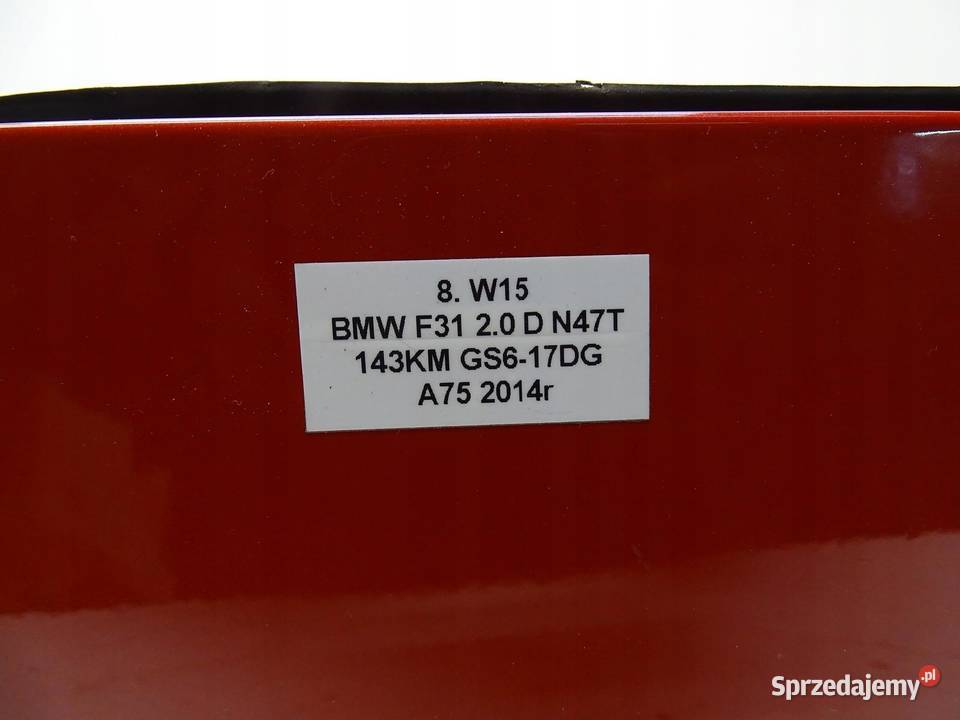 8. W15
BMW F31 2.0 D N47T
143KM GS6-17DG
A75 2014r
Sprzedajemy.pl